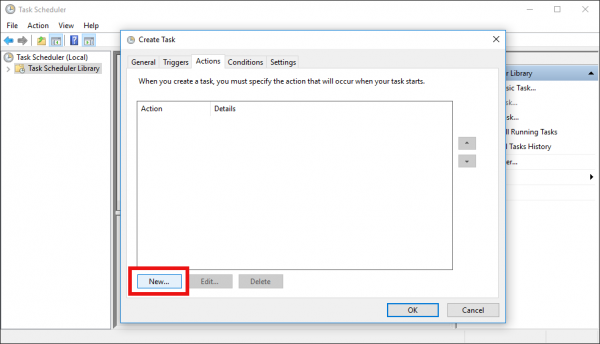 Task Scheduler
File Action View Help
Task Scheduler (Local)
Task Scheduler Library
Create Task
General Triggers Actions Conditions Settings
When you create a task, you must specify the action that will occur when your task starts.
Action Details
New... Edit... Delete
OK Cancel
r Library
sic Task...
sk...
sk...
ll Running Tasks
l Tasks History
er...